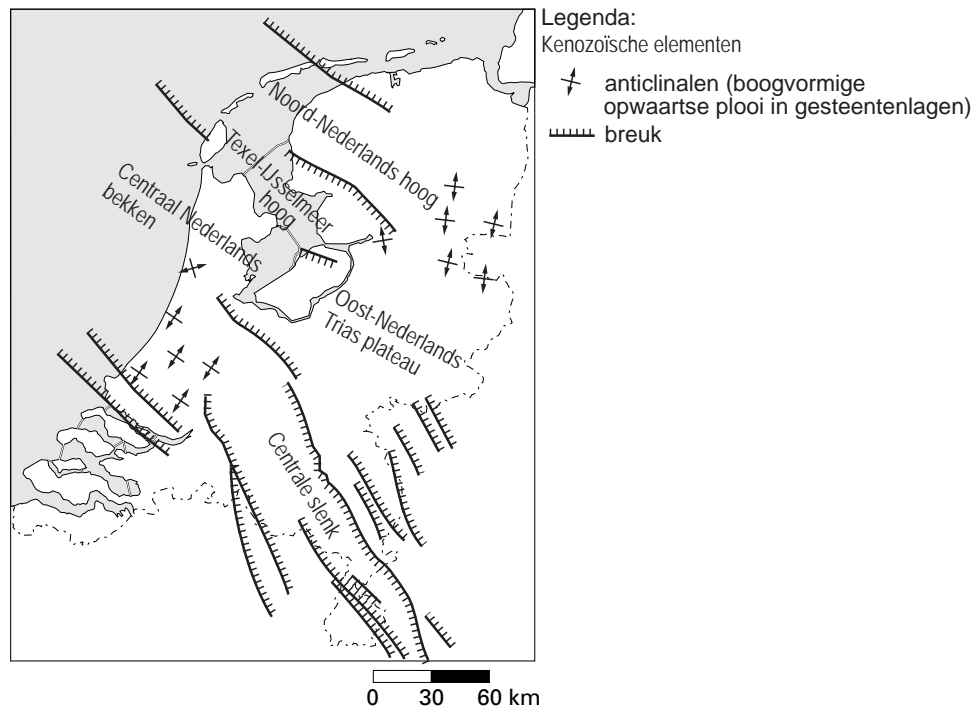 Legenda:
Kenozoïsche elementen
anticlinalen (boogvormige
opwaartse plooi in gesteentenlagen)
breuk
Noord-Nederlands hoog
Texel-IJsselmeer
hoog
Centraal Nederlands
bekken
Oost-Nederlands
Trias plateau
Centrale slenk
0 30 60 km